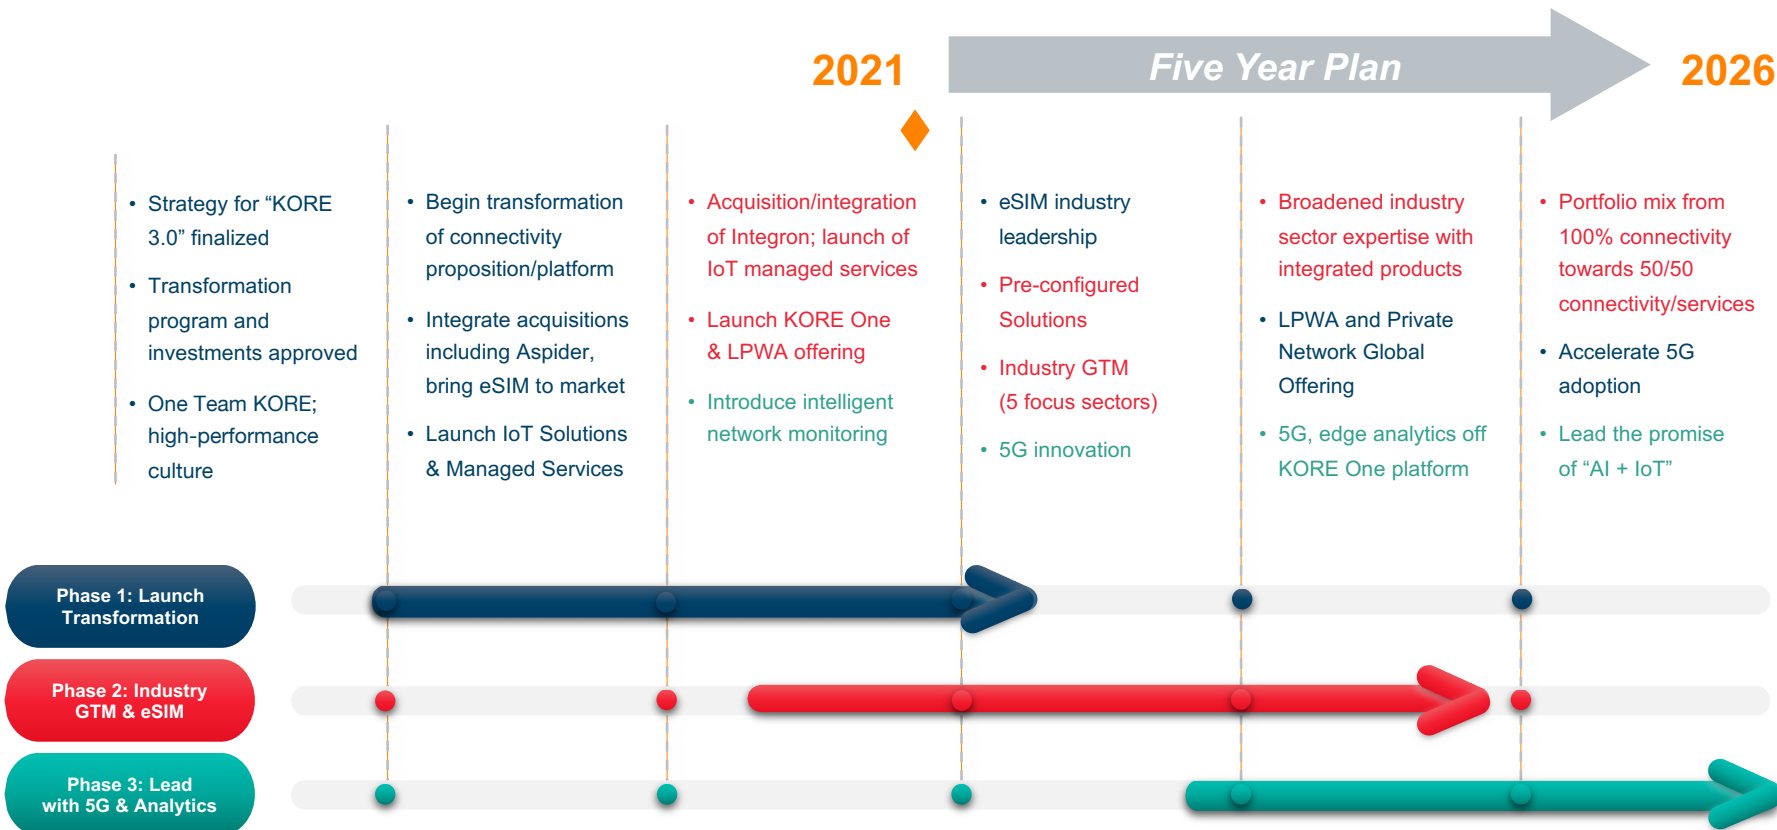 2021
Five Year Plan
2026
• Strategy for “KORE
3.0” finalized
• Transformation
program and
investments approved
• One Team KORE;
high-performance
culture
• Begin transformation
of connectivity
proposition/platform
• Integrate acquisitions
including Aspider,
bring eSIM to market
• Launch IoT Solutions
& Managed Services
• Acquisition/integration
of Integron; launch of
IoT managed services
• Launch KORE One
& LPWA offering
• Introduce intelligent
network monitoring
• eSIM industry
leadership
• Pre-configured
Solutions
• Industry GTM
(5 focus sectors)
• 5G innovation
• Broadened industry
sector expertise with
integrated products
• LPWA and Private
Network Global
Offering
• 5G, edge analytics off
KORE One platform
• Portfolio mix from
100% connectivity
towards 50/50
connectivity/services
• Accelerate 5G
adoption
• Lead the promise
of “AI + IoT”
Phase 1: Launch
Transformation
Phase 2: Industry
GTM & eSIM
Phase 3: Lead
with 5G & Analytics